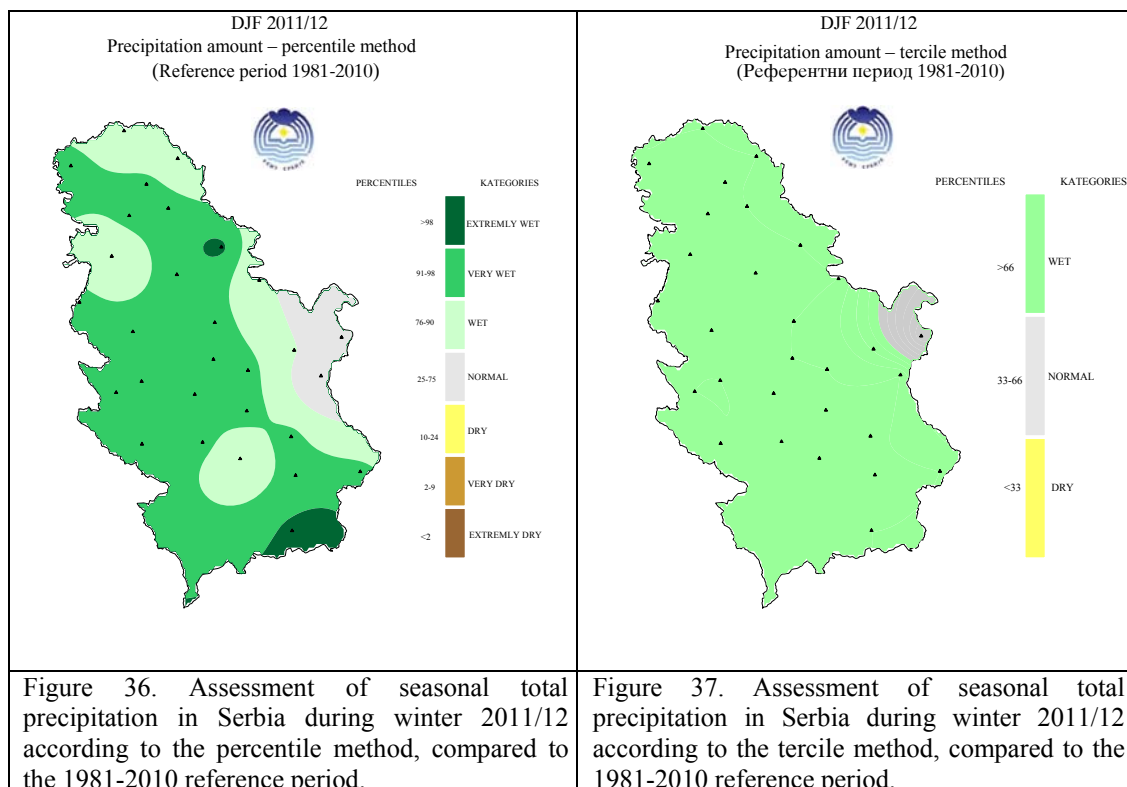 DJF 2011/12
Precipitation amount – percentile method
(Reference period 1981-2010)
PERCENTILES KATEGORIES
>98 EXTREMLY WET
91-98 VERY WET
76-90 WET
25-75 NORMAL
10-24 DRY
2-9 VERY DRY
<2 EXTREMLY DRY
Figure 36. Assessment of seasonal total
precipitation in Serbia during winter 2011/12
according to the percentile method, compared to
the 1981-2010 reference period.
DJF 2011/12
Precipitation amount – tercile method
(Референтни период 1981-2010)
PERCENTILES KATEGORIES
>66 WET
33-66 NORMAL
<33 DRY
Figure 37. Assessment of seasonal total
precipitation in Serbia during winter 2011/12
according to the tercile method, compared to the
1981-2010 reference period.